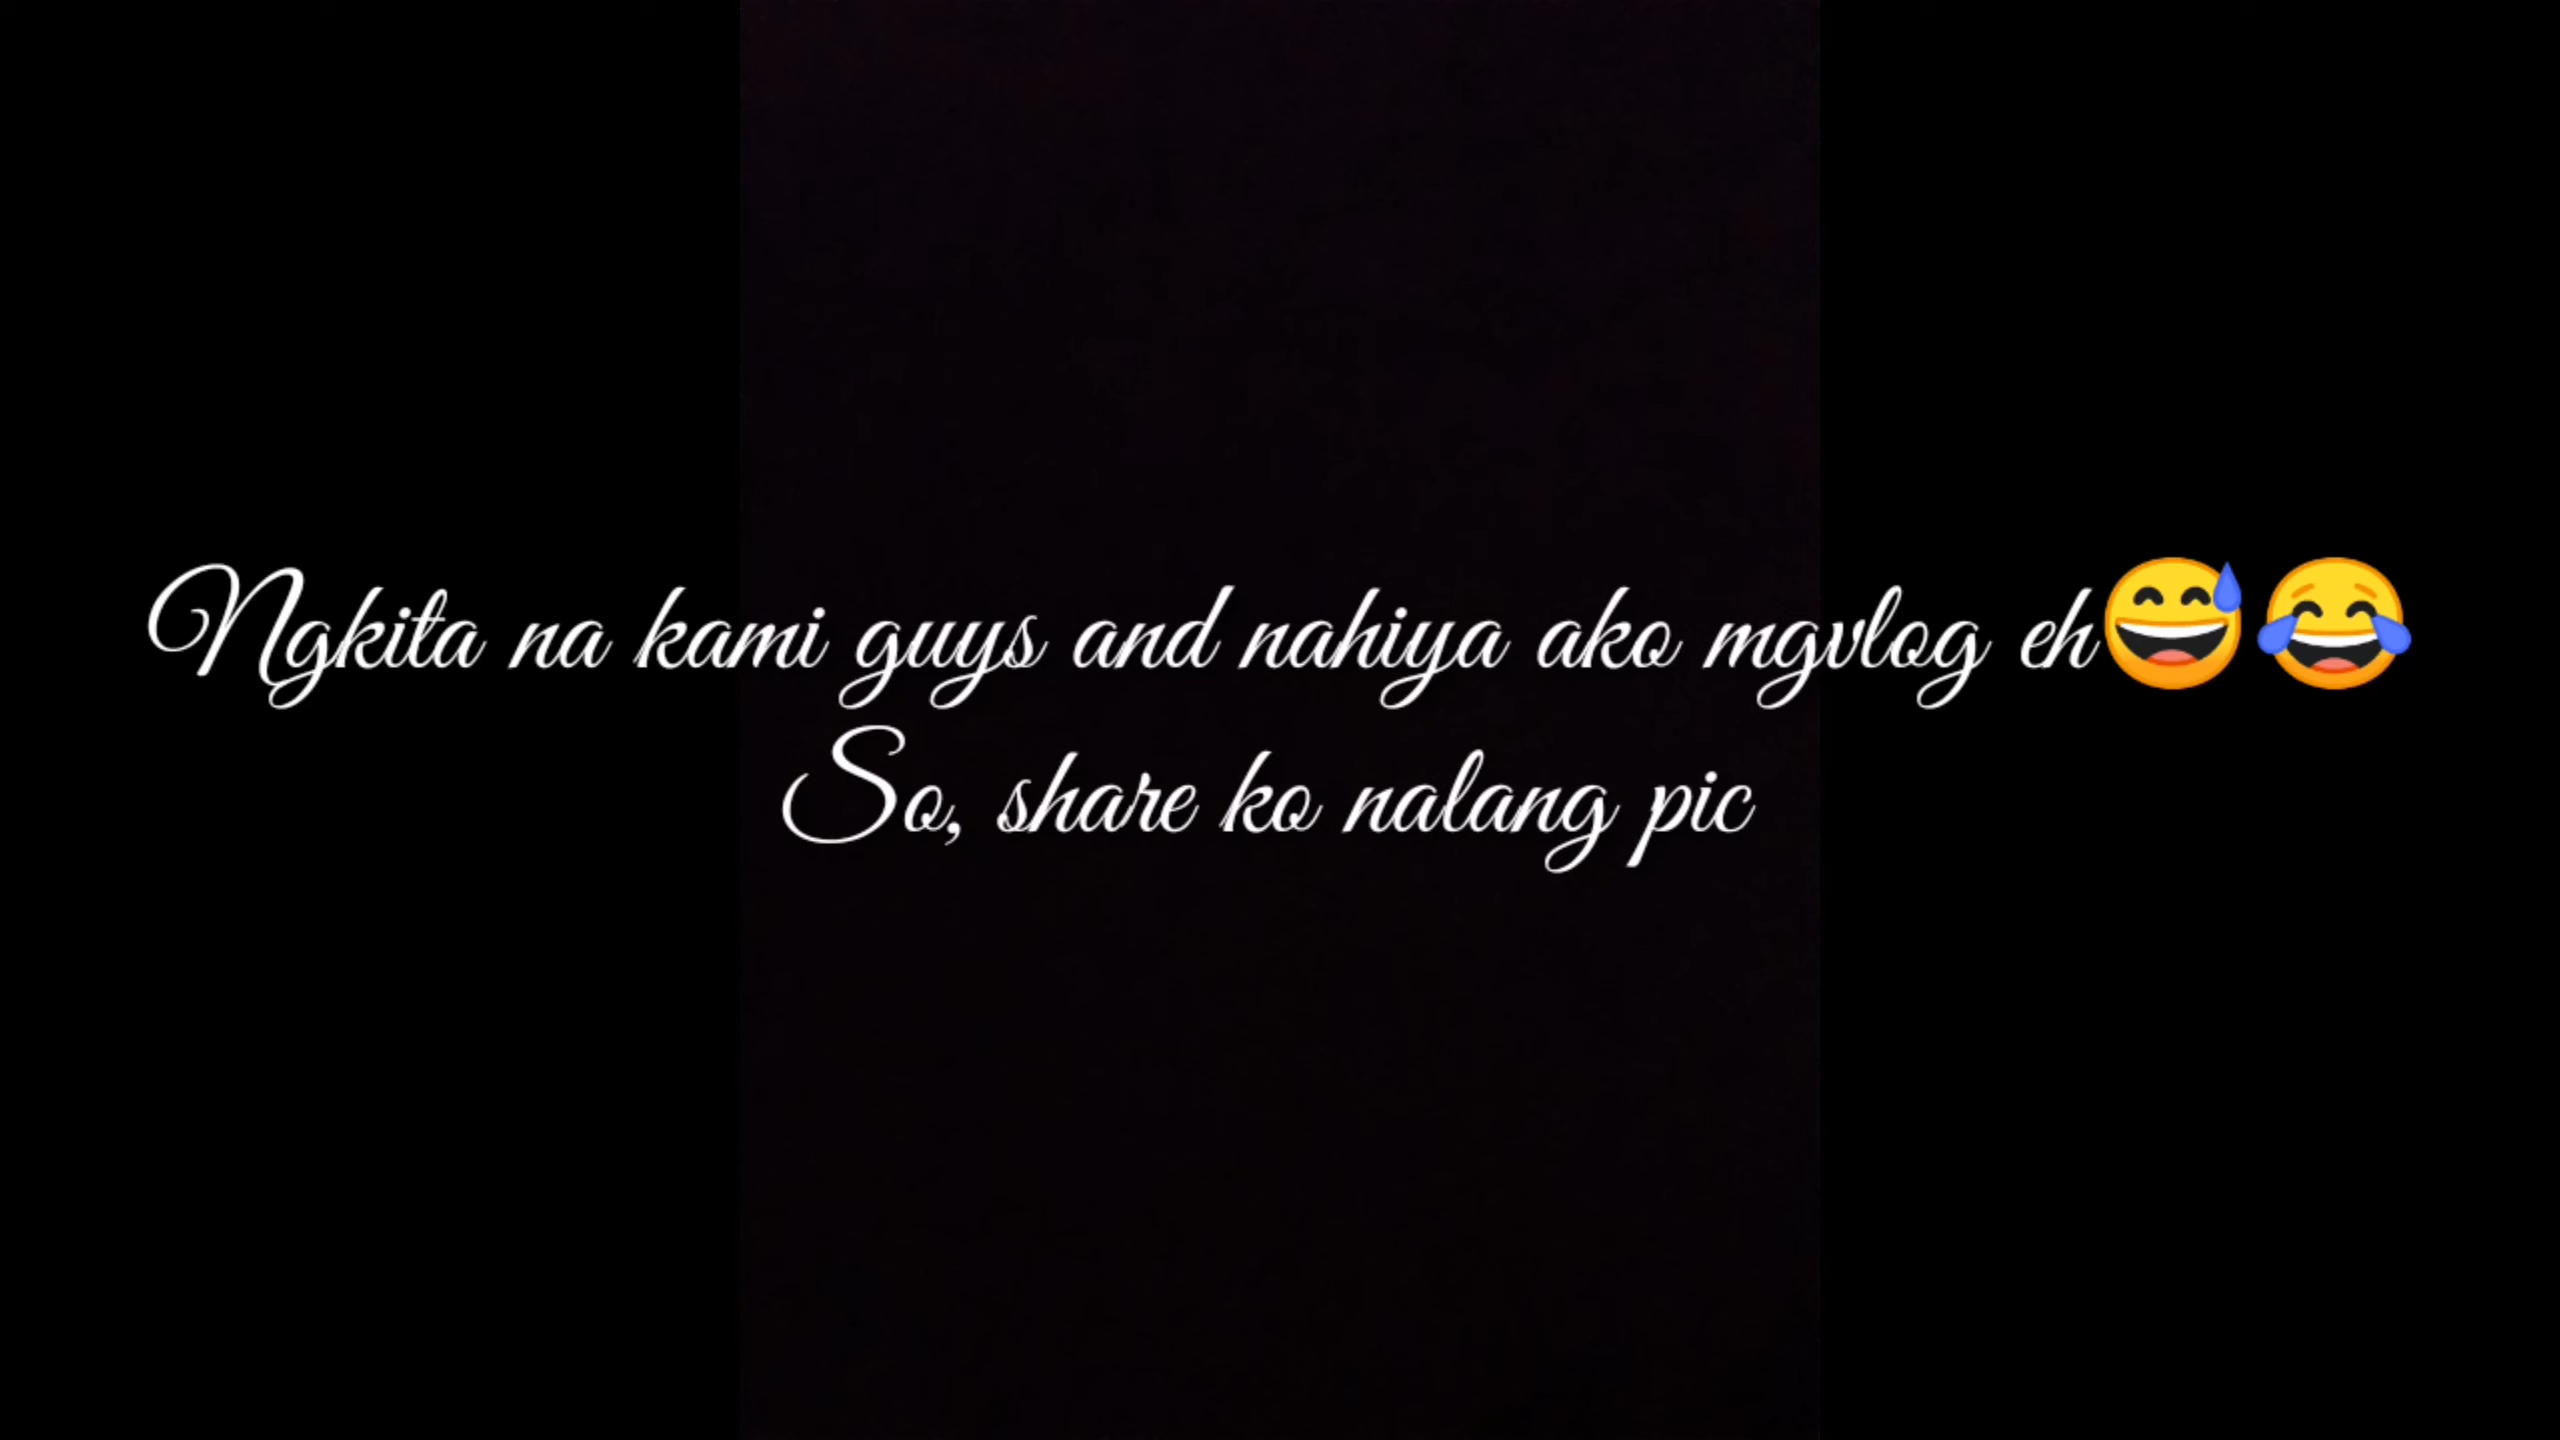 Ngkita na kami guys and nahiya ako mgvlog eh😅😂
So, share ko nalang pic